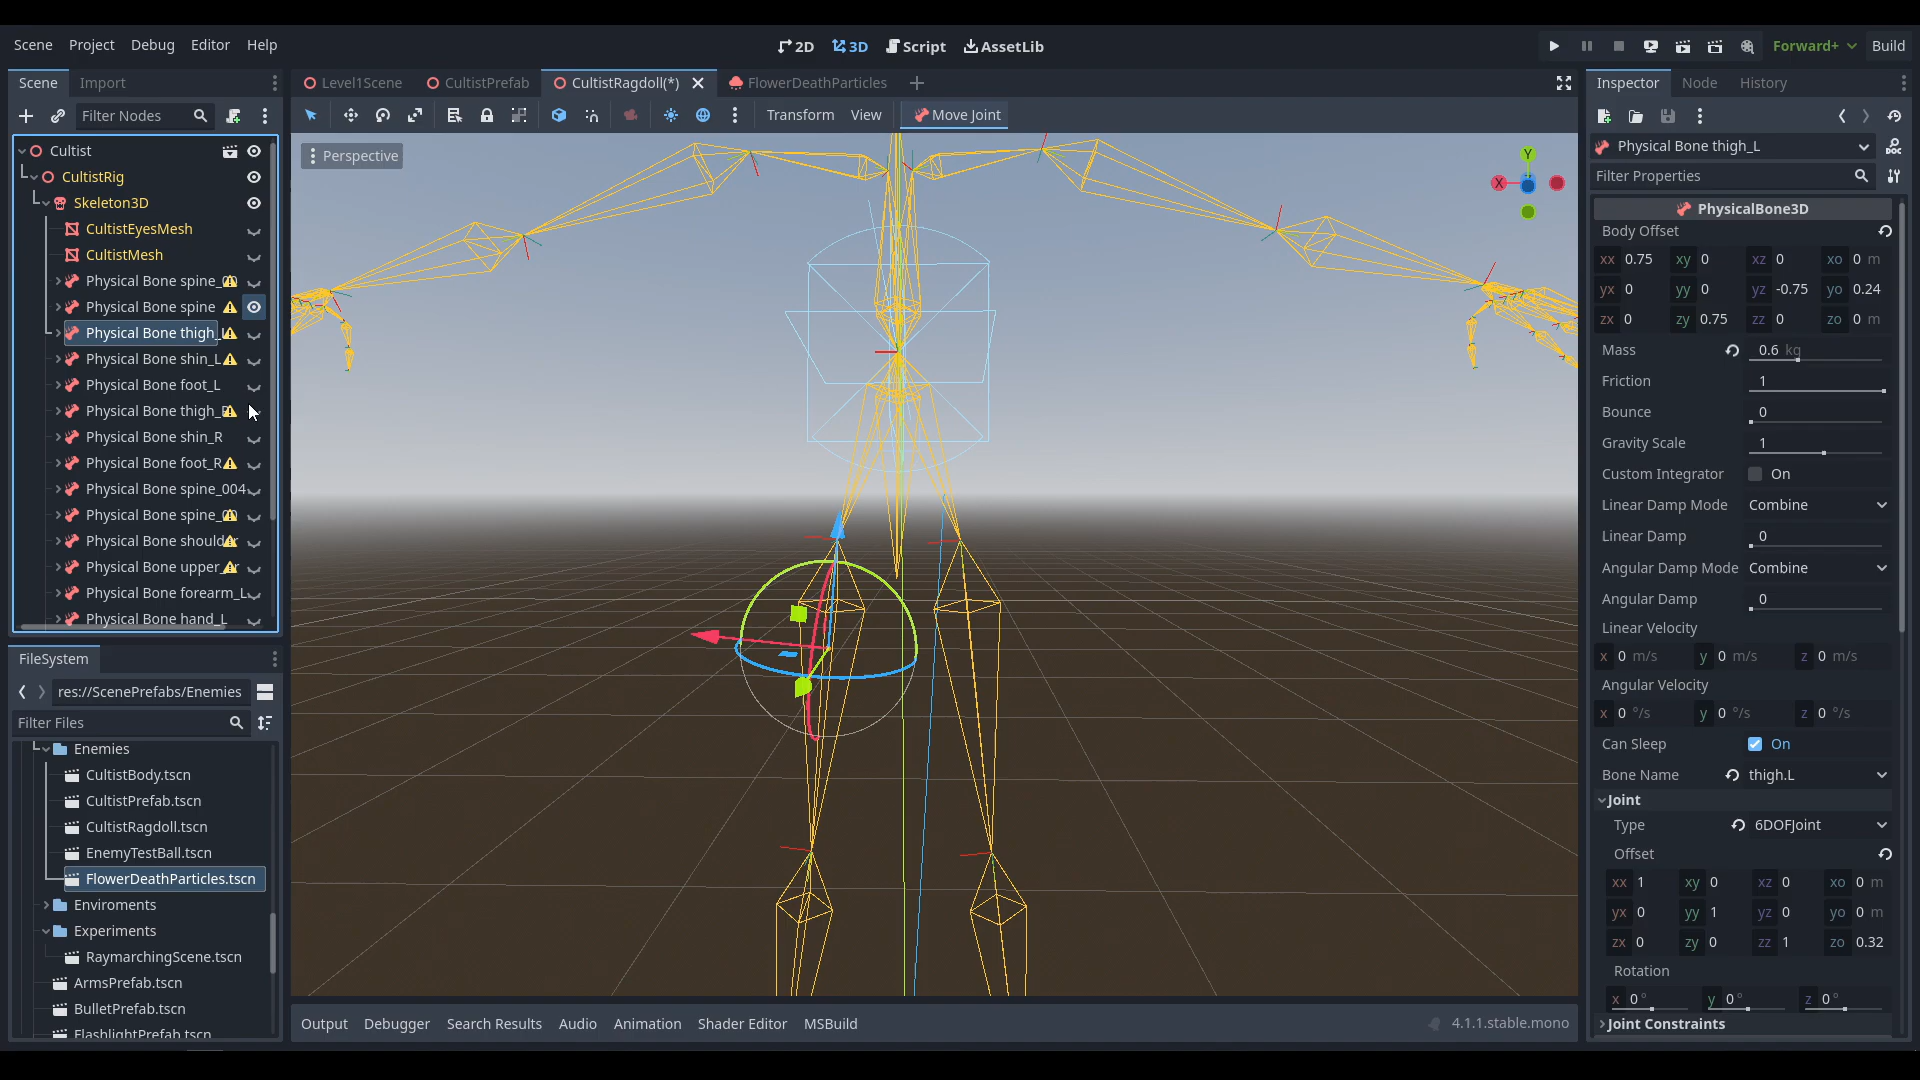 Scene Project Debug Editor Help
2D 3D Script AssetLib
Forward+ Build
Scene Import
Level1Scene CultistPrefab CultistRagdoll(*) FlowerDeathParticles
Inspector Node History
Filter Nodes
Transform View Move Joint
Perspective
Y
X
Cultist
CultistRig
Skeleton3D
CultistEyesMesh
CultistMesh
Physical Bone spine_0
Physical Bone spine
Physical Bone thigh_
Physical Bone shin_L
Physical Bone foot_L
Physical Bone thigh_
Physical Bone shin_R
Physical Bone foot_R
Physical Bone spine_004
Physical Bone spine_
Physical Bone should
Physical Bone upper_
Physical Bone forearm_L
Physical Bone hand_L
FileSystem
res://ScenePrefabs/Enemies
Filter Files
Enemies
CultistBody.tscn
CultistPrefab.tscn
CultistRagdoll.tscn
EnemyTestBall.tscn
FlowerDeathParticles.tscn
Enviroments
Experiments
RaymarchingScene.tscn
ArmsPrefab.tscn
BulletPrefab.tscn
FlashlightPrefab.tscn
Output Debugger Search Results Audio Animation Shader Editor MSBuild
4.1.1.stable.mono
Physical Bone thigh_L
DOC
Filter Properties
PhysicalBone3D
Body Offset
xx 0.75 xy 0 xz 0 xo 0 m
yx 0 yy 0 yz -0.75 yo 0.24
zx 0 zy 0.75 zz 0 zo 0 m
Mass 0.6 kg
Friction 1
Bounce 0
Gravity Scale 1
Custom Integrator On
Linear Damp Mode Combine
Linear Damp 0
Angular Damp Mode Combine
Angular Damp 0
Linear Velocity
x 0 m/s y 0 m/s z 0 m/s
Angular Velocity
x 0 °/s y 0 °/s z 0 °/s
Can Sleep On
Bone Name thigh.L
Joint
Type 6DOFJoint
Offset
xx 1 xy 0 xz 0 xo 0 m
yx 0 yy 1 yz 0 yo 0 m
zx 0 zy 0 zz 1 zo 0.32
Rotation
x 0 ° y 0 ° z 0 °
Joint Constraints